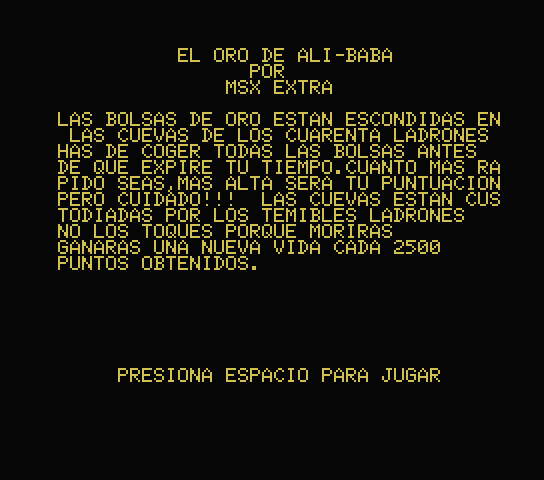 EL ORO DE ALI-BABA
POR
MSX EXTRA
LAS BOLSAS DE ORO ESTAN ESCONDIDAS EN
LAS CUEVAS DE LOS CUARENTA LADRONES
HAS DE COGER TODAS LAS BOLSAS ANTES
DE QUE EXPIRE TU TIEMPO.CUANTO MAS RA
PIDO SEAS,MAS ALTA SERA TU PUNTUACION
PERO CUIDADO!!!  LAS CUEVAS ESTAN CUS
TODIADAS POR LOS TEMIBLES LADRONES
NO LOS TOQUES PORQUE MORIRAS
GANARAS UNA NUEVA VIDA CADA 2500
PUNTOS OBTENIDOS.
PRESIONA ESPACIO PARA JUGAR